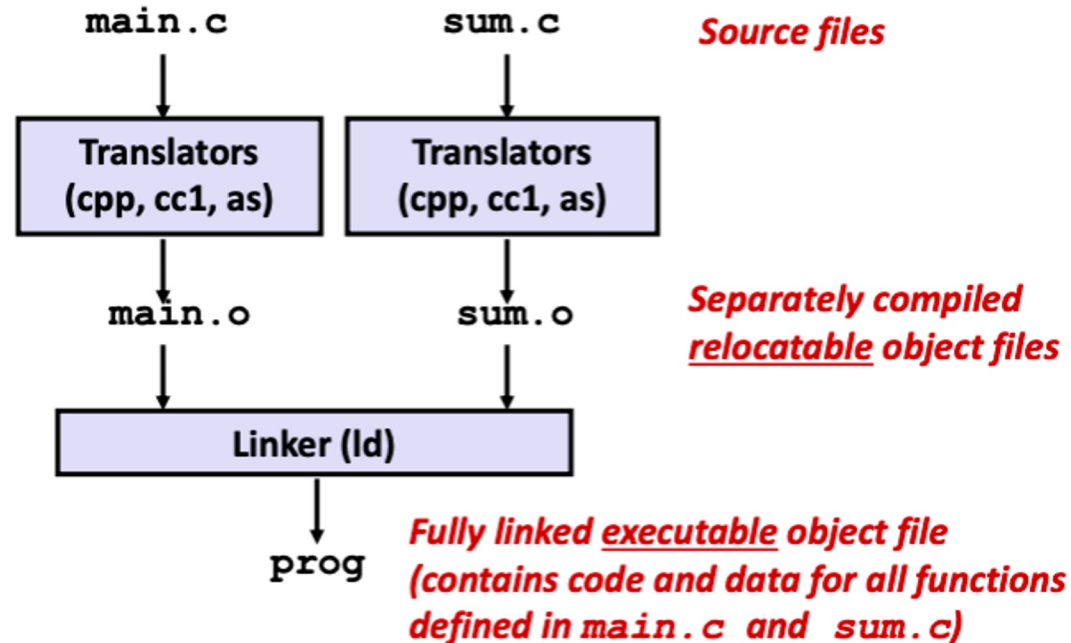 main.c
sum.c
Source files
Translators
(cpp, cc1, as)
Translators
(cpp, cc1, as)
main.o
sum.o
Separately compiled
relocatable object files
Linker (ld)
prog
Fully linked executable object file
(contains code and data for all functions
defined in main.c and sum.c)